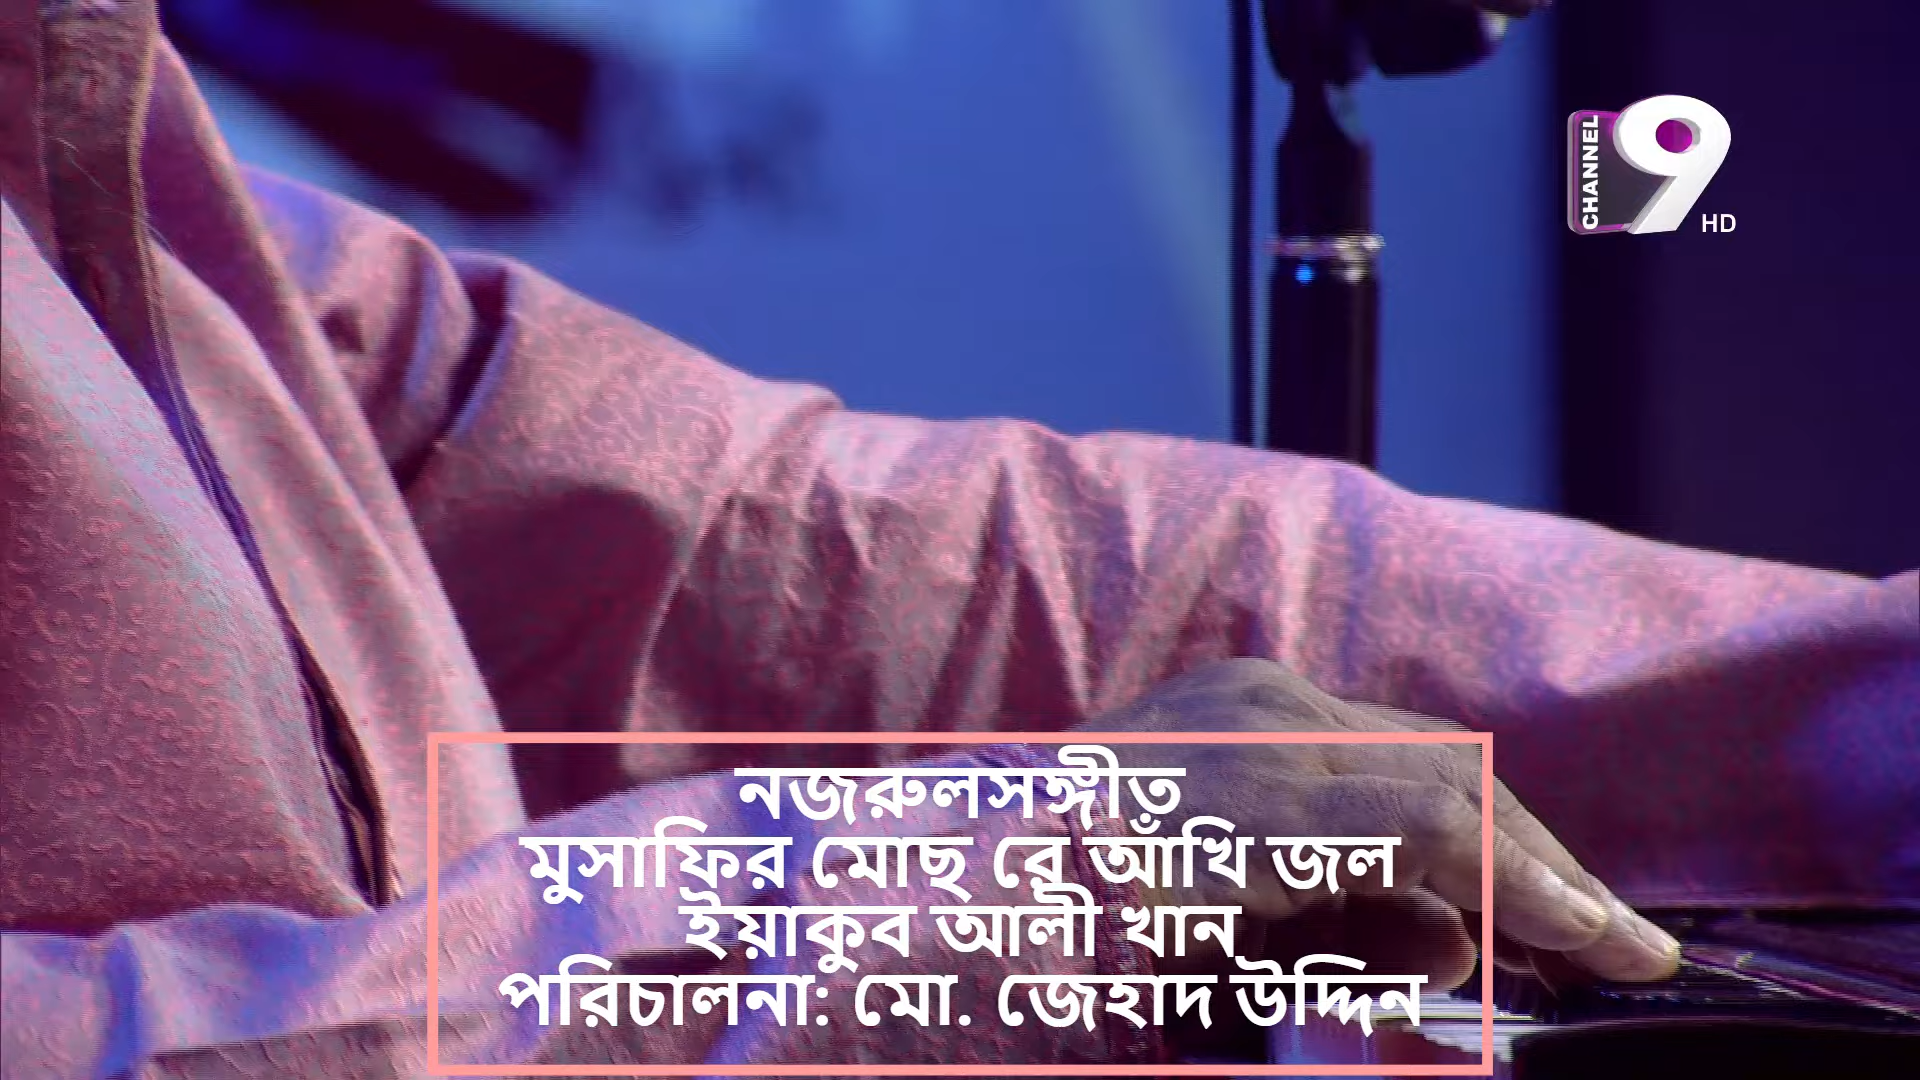 CHANNEL 9 HD
নজরুলসঙ্গীত
মুসাফির মোছ রে আঁখি জল
ইয়াকুব আলী খান
পরিচালনা: মো. জেহাদ উদ্দিন